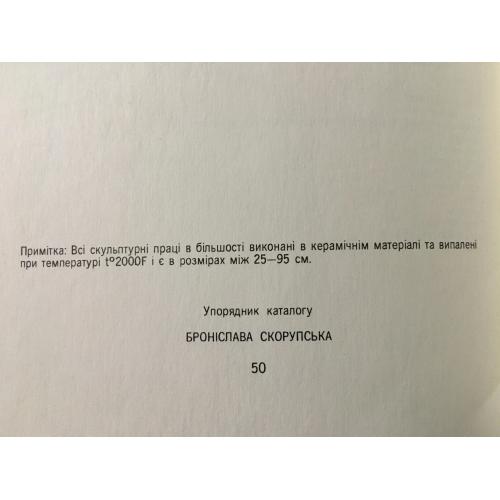 Примітка: Всі скульптурні праці в більшості виконані в керамічнім матеріалі та випалені
при температурі t°2000F і є в розмірах між 25—95 см.
Упорядник каталогу
БРОНІСЛАВА СКОРУПСЬКА
50